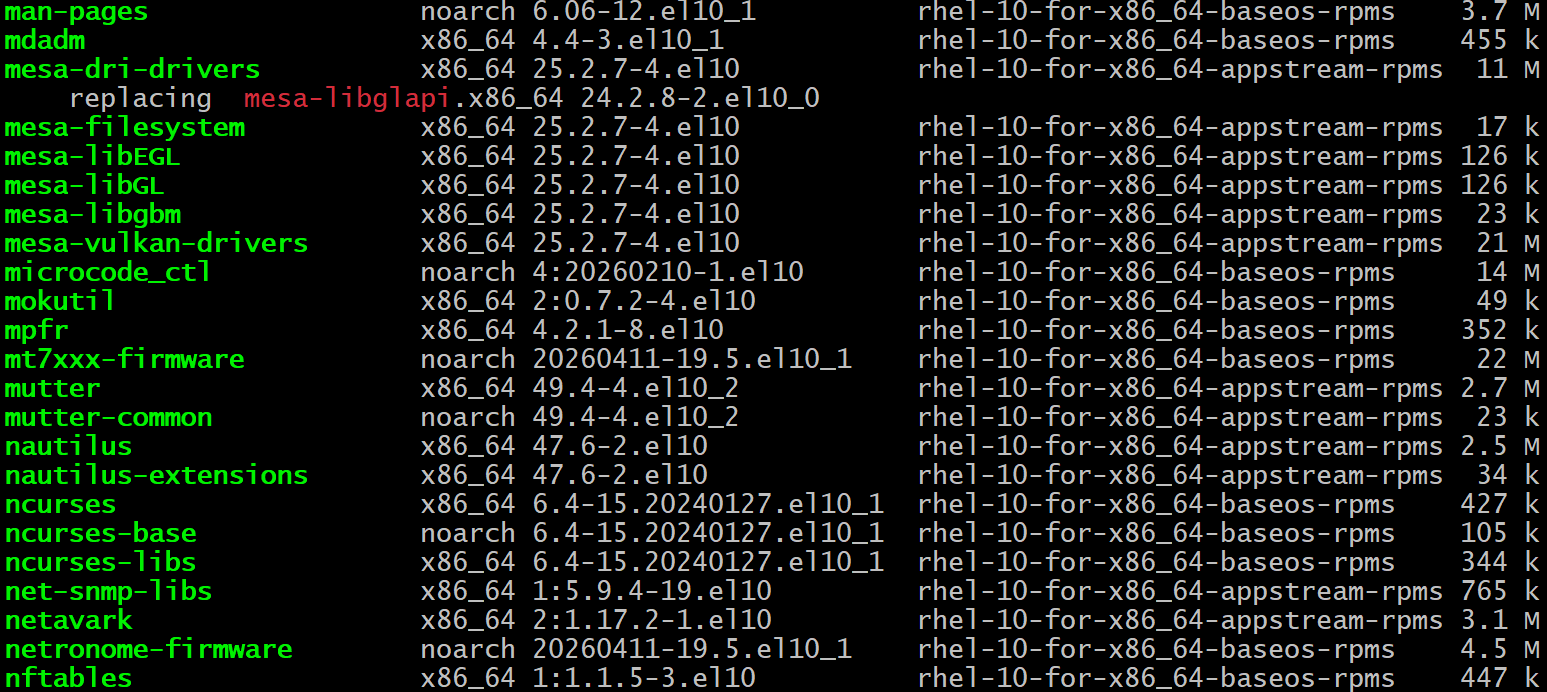 man-pages noarch 6.06-12.el10_1 rhel-10-for-x86_64-baseos-rpms 3.7 M
mdadm x86_64 4.4-3.el10_1 rhel-10-for-x86_64-baseos-rpms 455 k
mesa-dri-drivers x86_64 25.2.7-4.el10 rhel-10-for-x86_64-appstream-rpms 11 M
replacing mesa-libglapi.x86_64 24.2.8-2.el10_0
mesa-filesystem x86_64 25.2.7-4.el10 rhel-10-for-x86_64-appstream-rpms 17 k
mesa-libEGL x86_64 25.2.7-4.el10 rhel-10-for-x86_64-appstream-rpms 126 k
mesa-libGL x86_64 25.2.7-4.el10 rhel-10-for-x86_64-appstream-rpms 126 k
mesa-libgbm x86_64 25.2.7-4.el10 rhel-10-for-x86_64-appstream-rpms 23 k
mesa-vulkan-drivers x86_64 25.2.7-4.el10 rhel-10-for-x86_64-appstream-rpms 21 M
microcode_ctl noarch 4:20260210-1.el10 rhel-10-for-x86_64-baseos-rpms 14 M
mokutil x86_64 2:0.7.2-4.el10 rhel-10-for-x86_64-baseos-rpms 49 k
mpfr x86_64 4.2.1-8.el10 rhel-10-for-x86_64-baseos-rpms 352 k
mt7xxx-firmware noarch 20260411-19.5.el10_1 rhel-10-for-x86_64-baseos-rpms 22 M
mutter x86_64 49.4-4.el10_2 rhel-10-for-x86_64-appstream-rpms 2.7 M
mutter-common noarch 49.4-4.el10_2 rhel-10-for-x86_64-appstream-rpms 23 k
nautilus x86_64 47.6-2.el10 rhel-10-for-x86_64-appstream-rpms 2.5 M
nautilus-extensions x86_64 47.6-2.el10 rhel-10-for-x86_64-appstream-rpms 34 k
ncurses x86_64 6.4-15.20240127.el10_1 rhel-10-for-x86_64-baseos-rpms 427 k
ncurses-base noarch 6.4-15.20240127.el10_1 rhel-10-for-x86_64-baseos-rpms 105 k
ncurses-libs x86_64 6.4-15.20240127.el10_1 rhel-10-for-x86_64-baseos-rpms 344 k
net-snmp-libs x86_64 1:5.9.4-19.el10 rhel-10-for-x86_64-appstream-rpms 765 k
netavark x86_64 2:1.17.2-1.el10 rhel-10-for-x86_64-appstream-rpms 3.1 M
netronome-firmware noarch 20260411-19.5.el10_1 rhel-10-for-x86_64-baseos-rpms 4.5 M
nftables x86_64 1:1.1.5-3.el10 rhel-10-for-x86_64-baseos-rpms 447 k